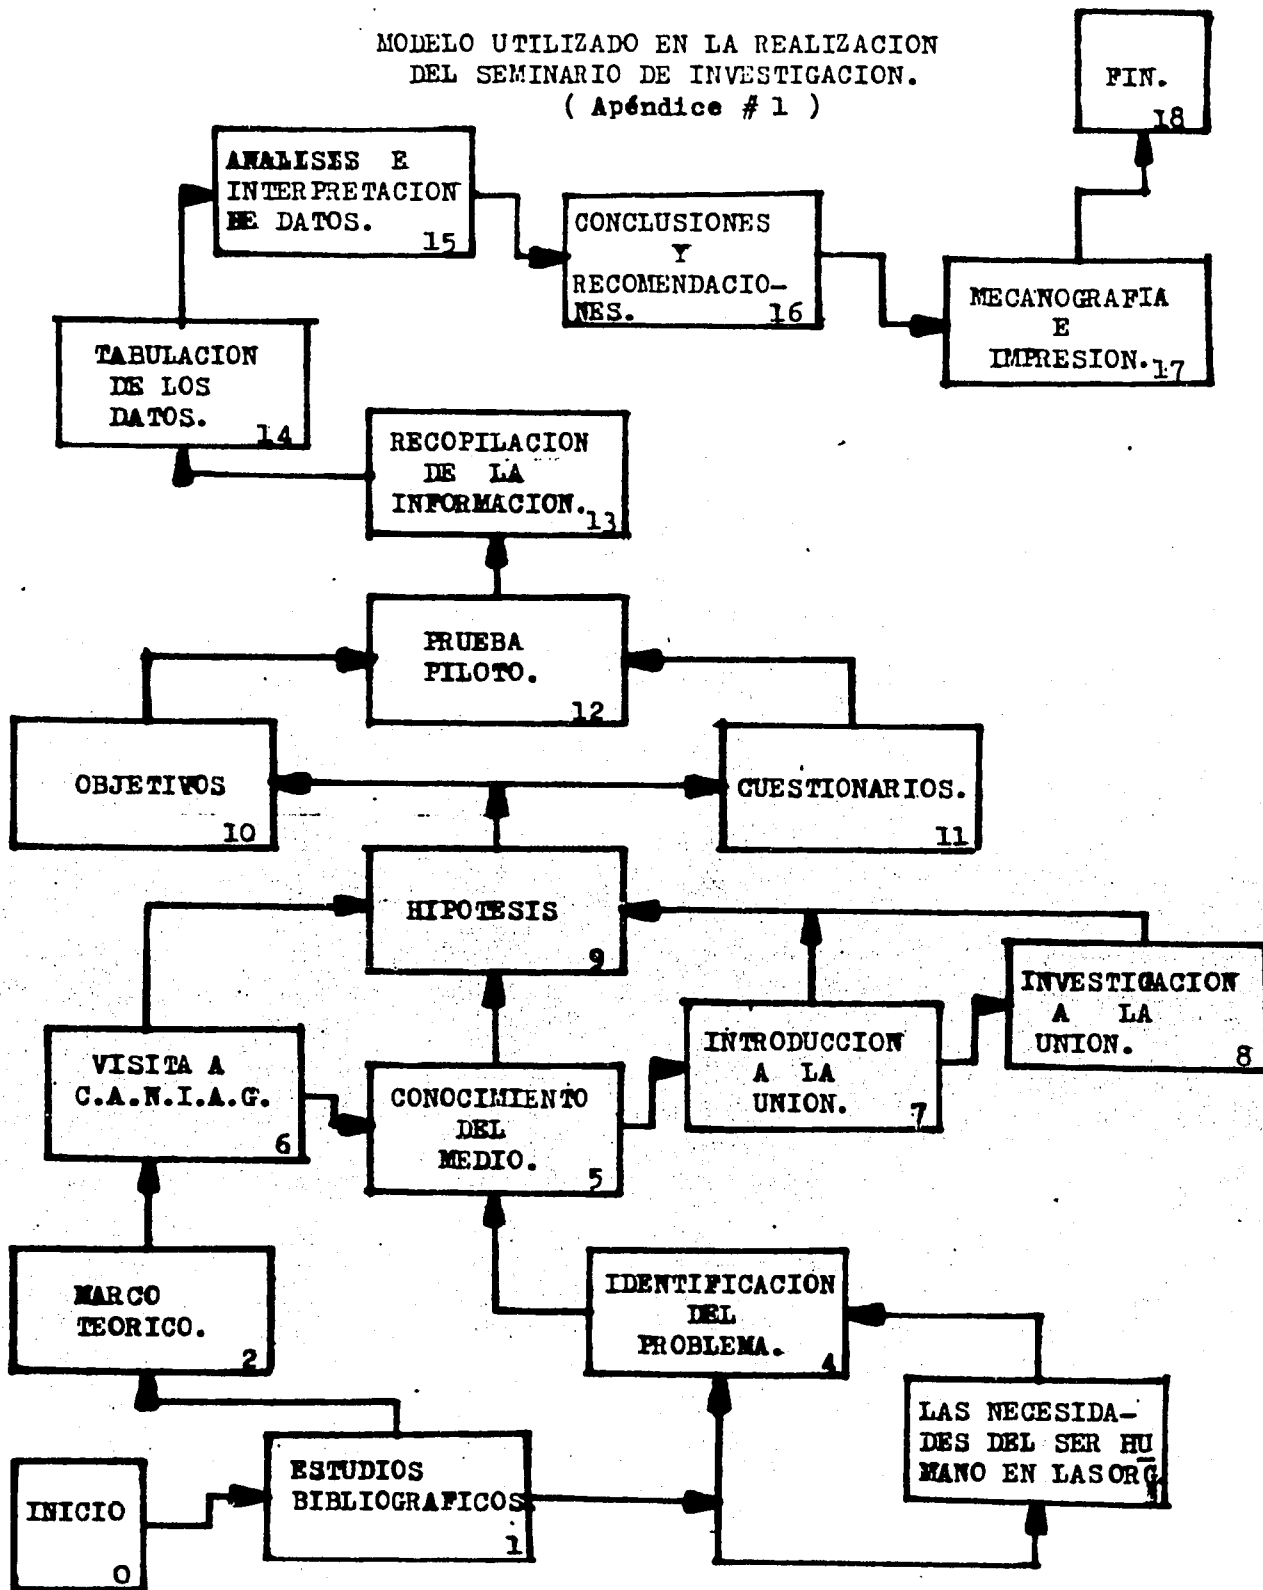 MODELO UTILIZADO EN LA REALIZACION
DEL SEMINARIO DE INVESTIGACION.
( Apéndice # 1 )
FIN.
18
ANALISES E
INTERPRETACION
DE DATOS.
15
CONCLUSIONES
Y
RECOMENDACIO-
NES.
16
MECANOGRAFIA
E
IMPRESION.
17
TABULACION
DE LOS
DATOS.
14
RECOPILACION
DE LA
INFORMACION.
13
PRUEBA
PILOTO.
12
OBJETIVOS
10
CUESTIONARIOS.
11
HIPOTESIS
9
INVESTIGACION
A LA
UNION.
8
INTRODUCCION
A LA
UNION.
7
VISITA A
C.A.N.I.A.G.
6
CONOCIMIENTO
DEL
MEDIO.
5
IDENTIFICACION
DEL
PROBLEMA.
4
MARCO
TEORICO.
2
LAS NECESIDA-
DES DEL SER HU
MANO EN LAS ORG
ESTUDIOS
BIBLIOGRAFICOS
1
INICIO
0